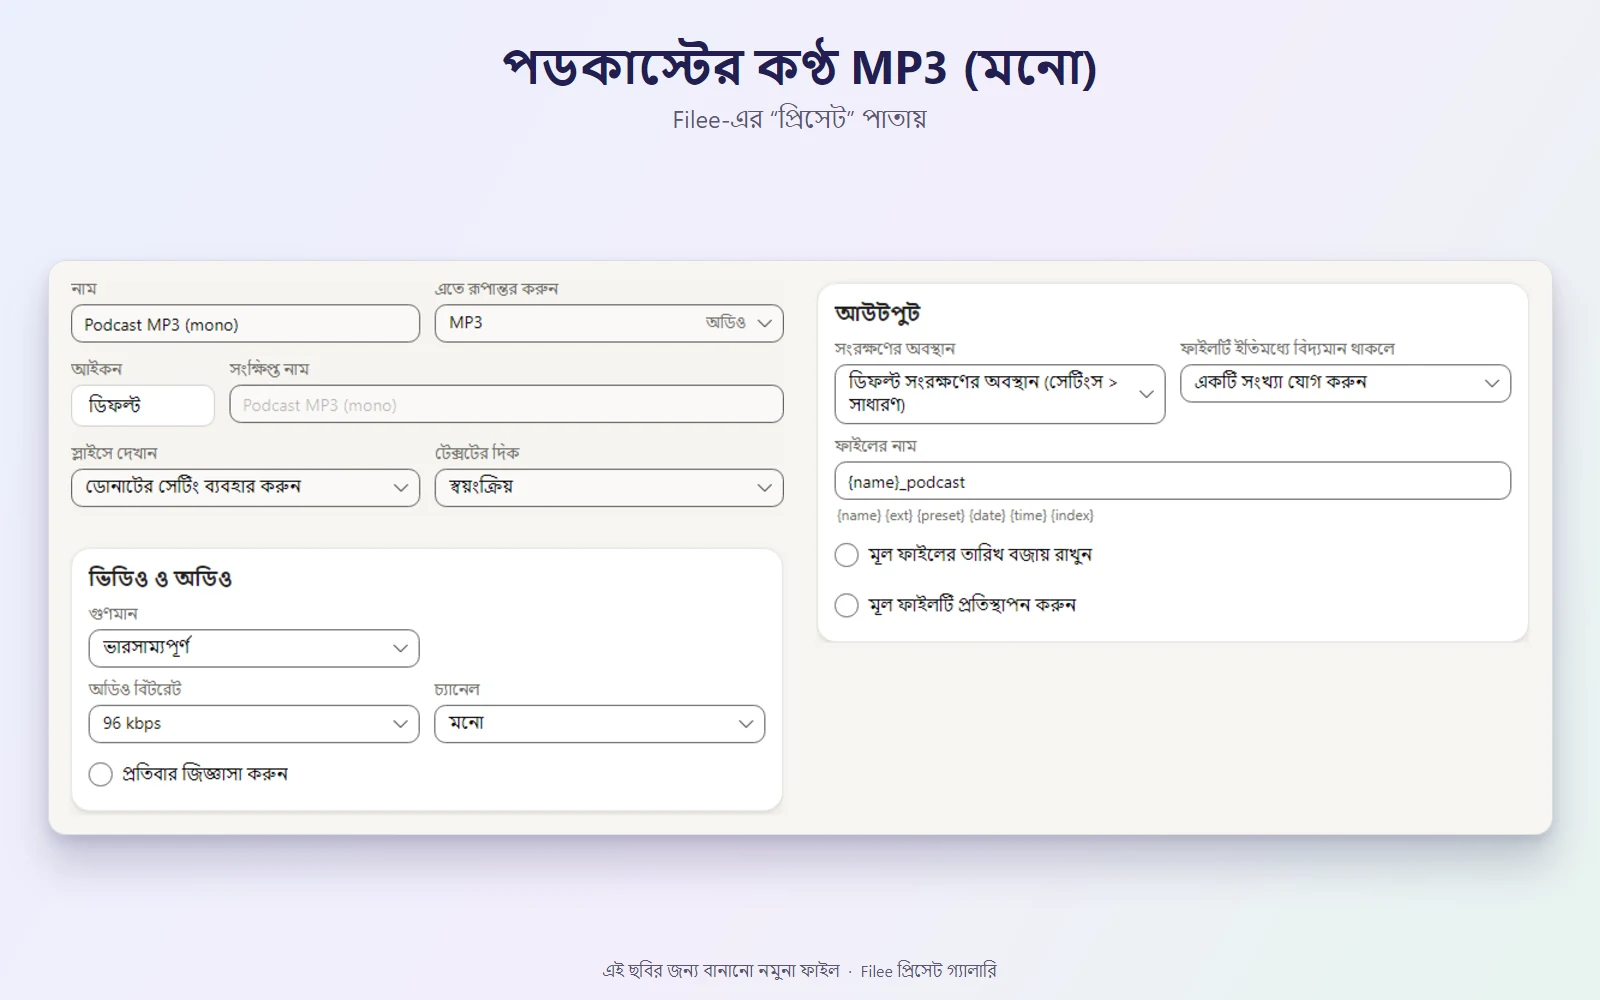 পডকাস্টের কণ্ঠ MP3 (মনো)
Filee-এর “প্রিসেট” পাতায়
নাম
Podcast MP3 (mono)
এতে রূপান্তর করুন
MP3 অডিও
আইকন
ডিফল্ট
সংক্ষিপ্ত নাম
Podcast MP3 (mono)
স্লাইসে দেখান
ডোনাটের সেটিং ব্যবহার করুন
টেক্সটের দিক
স্বয়ংক্রিয়
ভিডিও ও অডিও
গুণমান
ভারসাম্যপূর্ণ
অডিও বিটরেট
96 kbps
চ্যানেল
মনো
প্রতিবার জিজ্ঞাসা করুন
আউটপুট
সংরক্ষণের অবস্থান
ডিফল্ট সংরক্ষণের অবস্থান (সেটিংস >
সাধারণ)
ফাইলটি ইতিমধ্যে বিদ্যমান থাকলে
একটি সংখ্যা যোগ করুন
ফাইলের নাম
{name}_podcast
{name} {ext} {preset} {date} {time} {index}
মূল ফাইলের তারিখ বজায় রাখুন
মূল ফাইলটি প্রতিস্থাপন করুন
এই ছবির জন্য বানানো নমুনা ফাইল · Filee প্রিসেট গ্যালারি